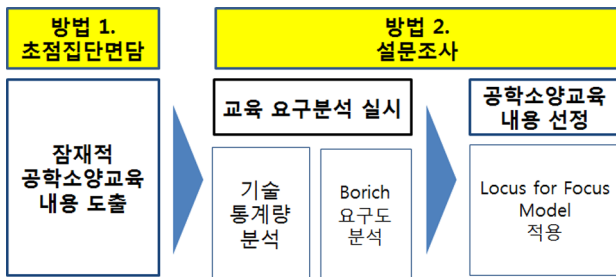 방법 1.
초점집단면담
방법 2.
설문조사
잠재적
공학소양교육
내용 도출
교육 요구분석 실시
기술
통계량
분석
Borich
요구도
분석
공학소양교육
내용 선정
Locus for Focus
Model
적용